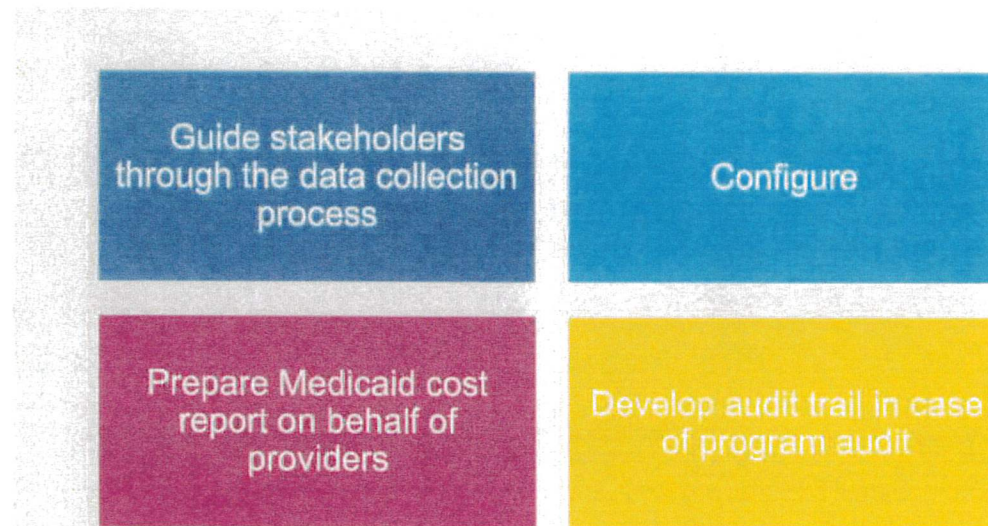 Guide stakeholders
through the data collection
process
Configure
Prepare Medicaid cost
report on behalf of
providers
Develop audit trail in case
of program audit